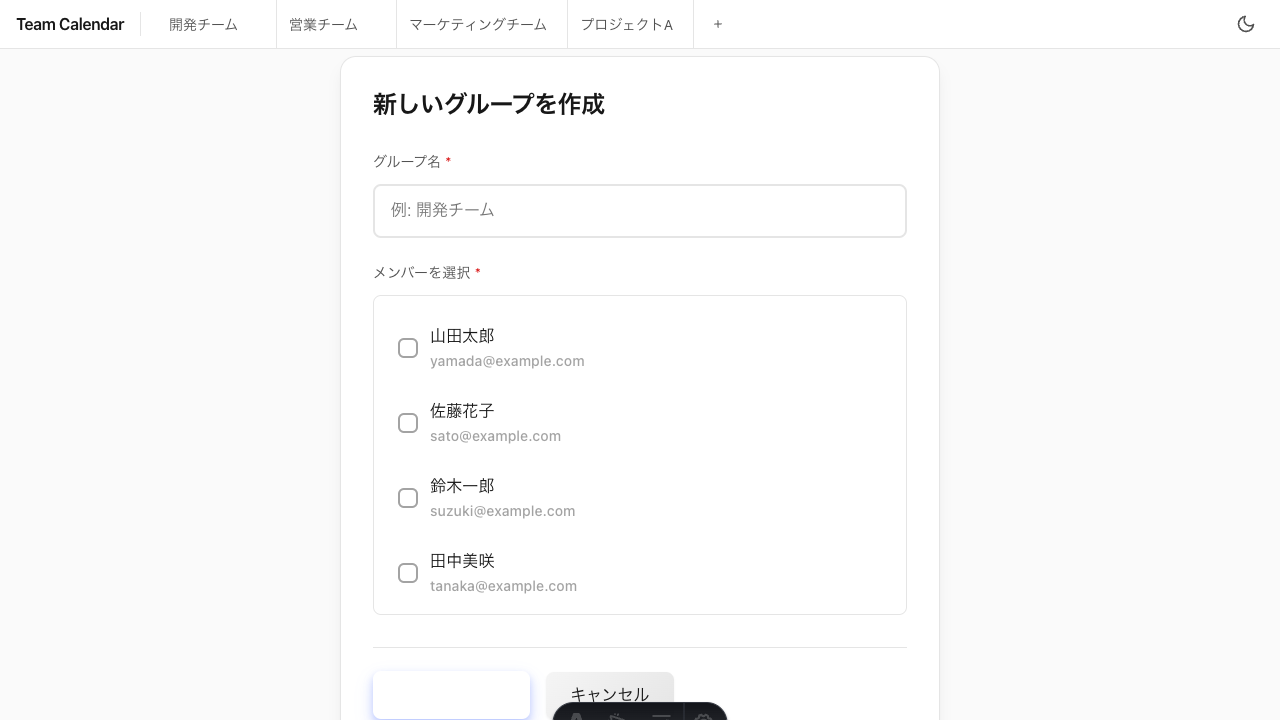 Team Calendar
開発チーム
営業チーム
マーケティングチーム
プロジェクトA
+
新しいグループを作成
グループ名 *
例: 開発チーム
メンバーを選択 *
山田太郎
yamada@example.com
佐藤花子
sato@example.com
鈴木一郎
suzuki@example.com
田中美咲
tanaka@example.com
キャンセル